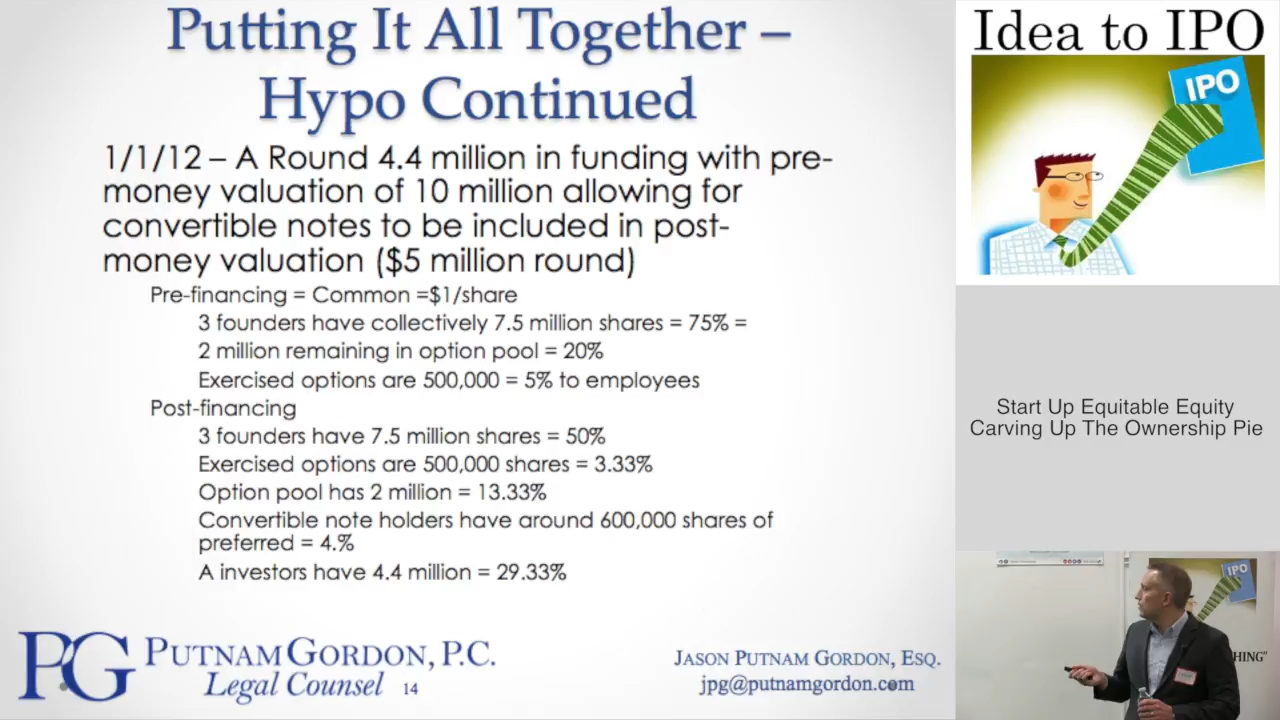 Putting It All Together –
Hypo Continued
1/1/12 – A Round 4.4 million in funding with pre-
money valuation of 10 million allowing for
convertible notes to be included in post-
money valuation ($5 million round)
Pre-financing = Common =$1/share
3 founders have collectively 7.5 million shares = 75% =
2 million remaining in option pool = 20%
Exercised options are 500,000 = 5% to employees
Post-financing
3 founders have 7.5 million shares = 50%
Exercised options are 500,000 shares = 3.33%
Option pool has 2 million = 13.33%
Convertible note holders have around 600,000 shares of
preferred = 4.%
A investors have 4.4 million = 29.33%
PG PUTNAM GORDON, P.C.
Legal Counsel
14
JASON PUTNAM GORDON, ESQ.
jpg@putnamgordon.com
Idea to IPO
IPO
Start Up Equitable Equity
Carving Up The Ownership Pie
IPO
HING"